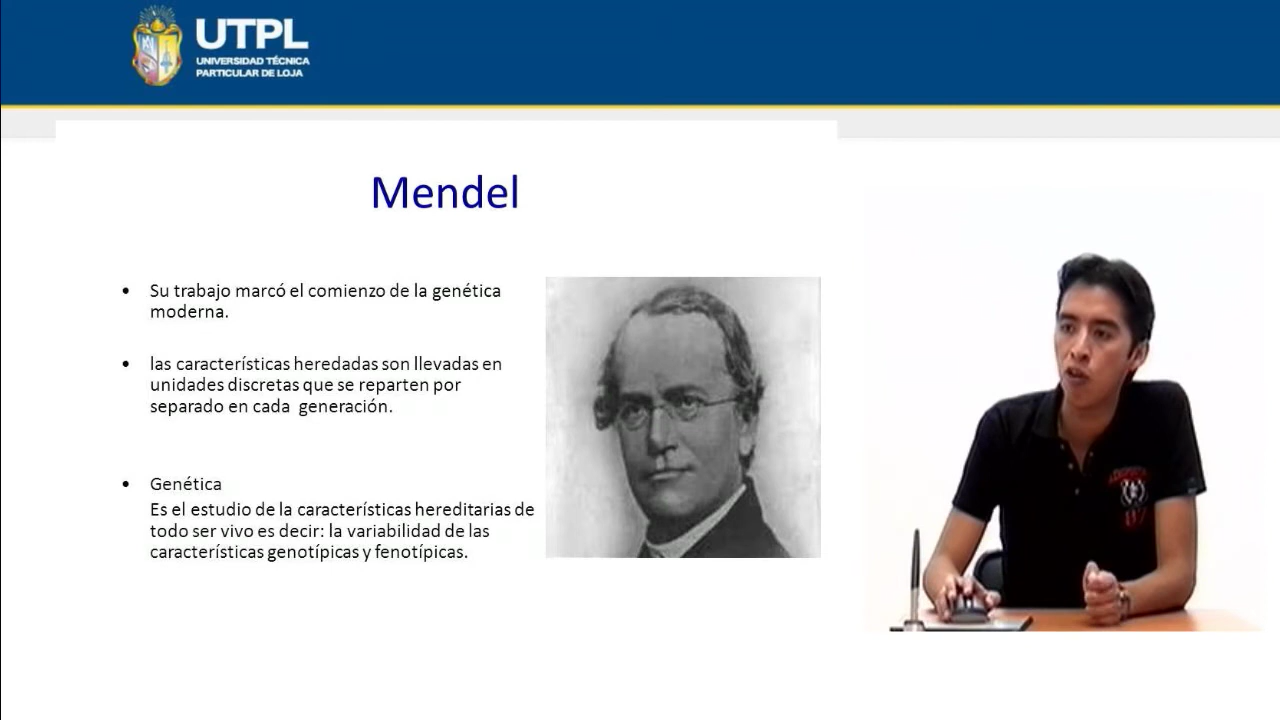 UTPL
UNIVERSIDAD TÉCNICA
PARTICULAR DE LOJA
Mendel
• Su trabajo marcó el comienzo de la genética
moderna.
• las características heredadas son llevadas en
unidades discretas que se reparten por
separado en cada generación.
• Genética
Es el estudio de la características hereditarias de
todo ser vivo es decir: la variabilidad de las
características genotípicas y fenotípicas.